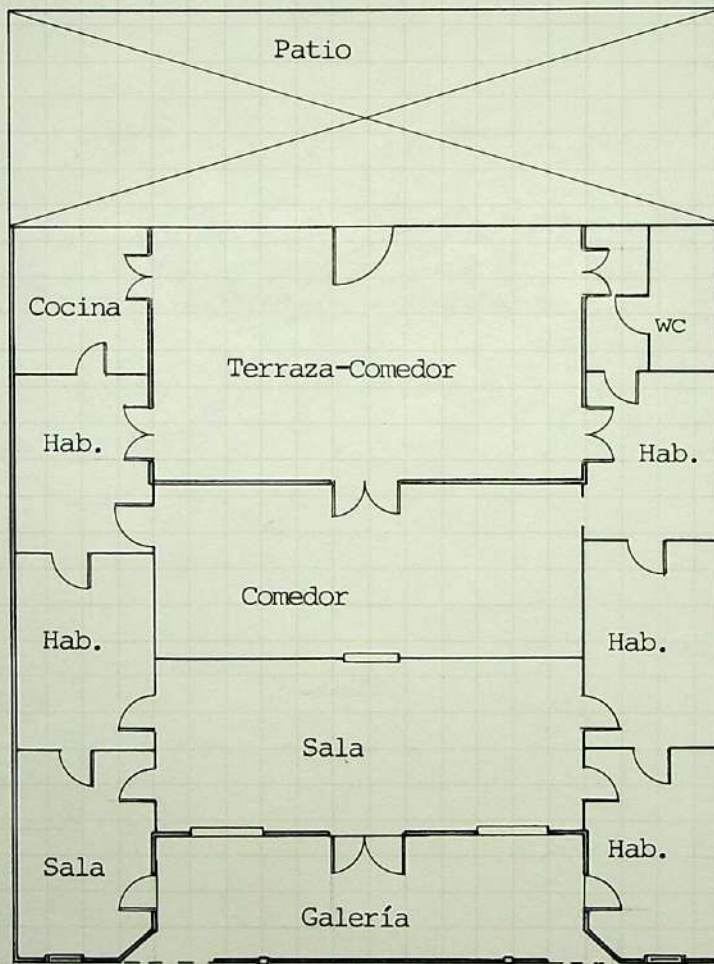 Patio
Cocina
wc
Terraza-Comedor
Hab.
Hab.
Comedor
Hab.
Hab.
Sala
Sala
Hab.
Galería